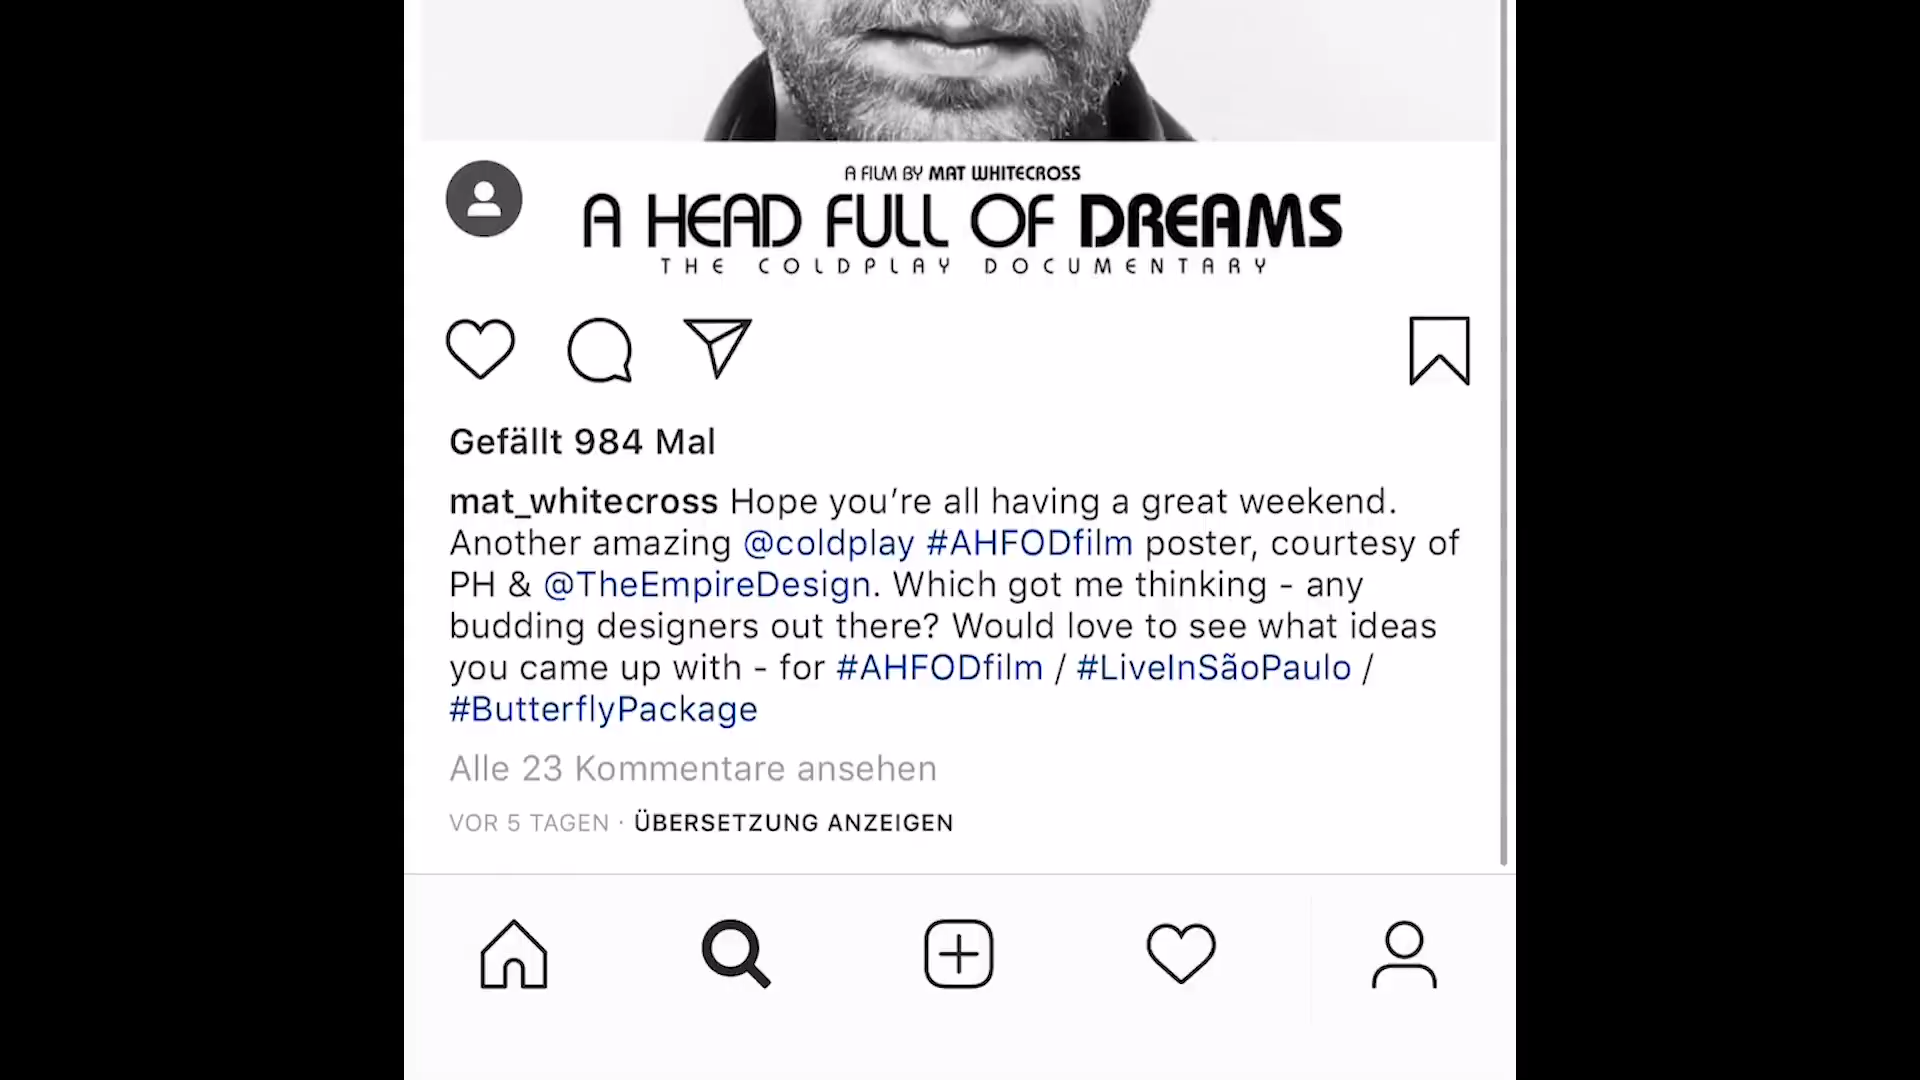 A FILM BY MAT WHITECROSS
A HEAD FULL OF DREAMS
THE COLDPLAY DOCUMENTARY
Gefällt 984 Mal
mat_whitecross Hope you’re all having a great weekend.
Another amazing @coldplay #AHFODfilm poster, courtesy of
PH & @TheEmpireDesign. Which got me thinking - any
budding designers out there? Would love to see what ideas
you came up with - for #AHFODfilm / #LiveInSãoPaulo /
#ButterflyPackage
Alle 23 Kommentare ansehen
VOR 5 TAGEN · ÜBERSETZUNG ANZEIGEN